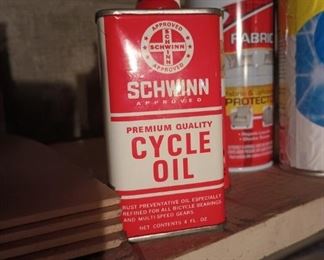 APPROVED
SCHWINN
APPROVED
SCHWINN
APPROVED
PREMIUM QUALITY
CYCLE
OIL
RUST PREVENTATIVE OIL ESPECIALLY
REFINED FOR ALL BICYCLE BEARINGS
AND MULTI SPEED GEARS
NET CONTENTS 4 FL. OZ.
FABRIC
PROTECTOR